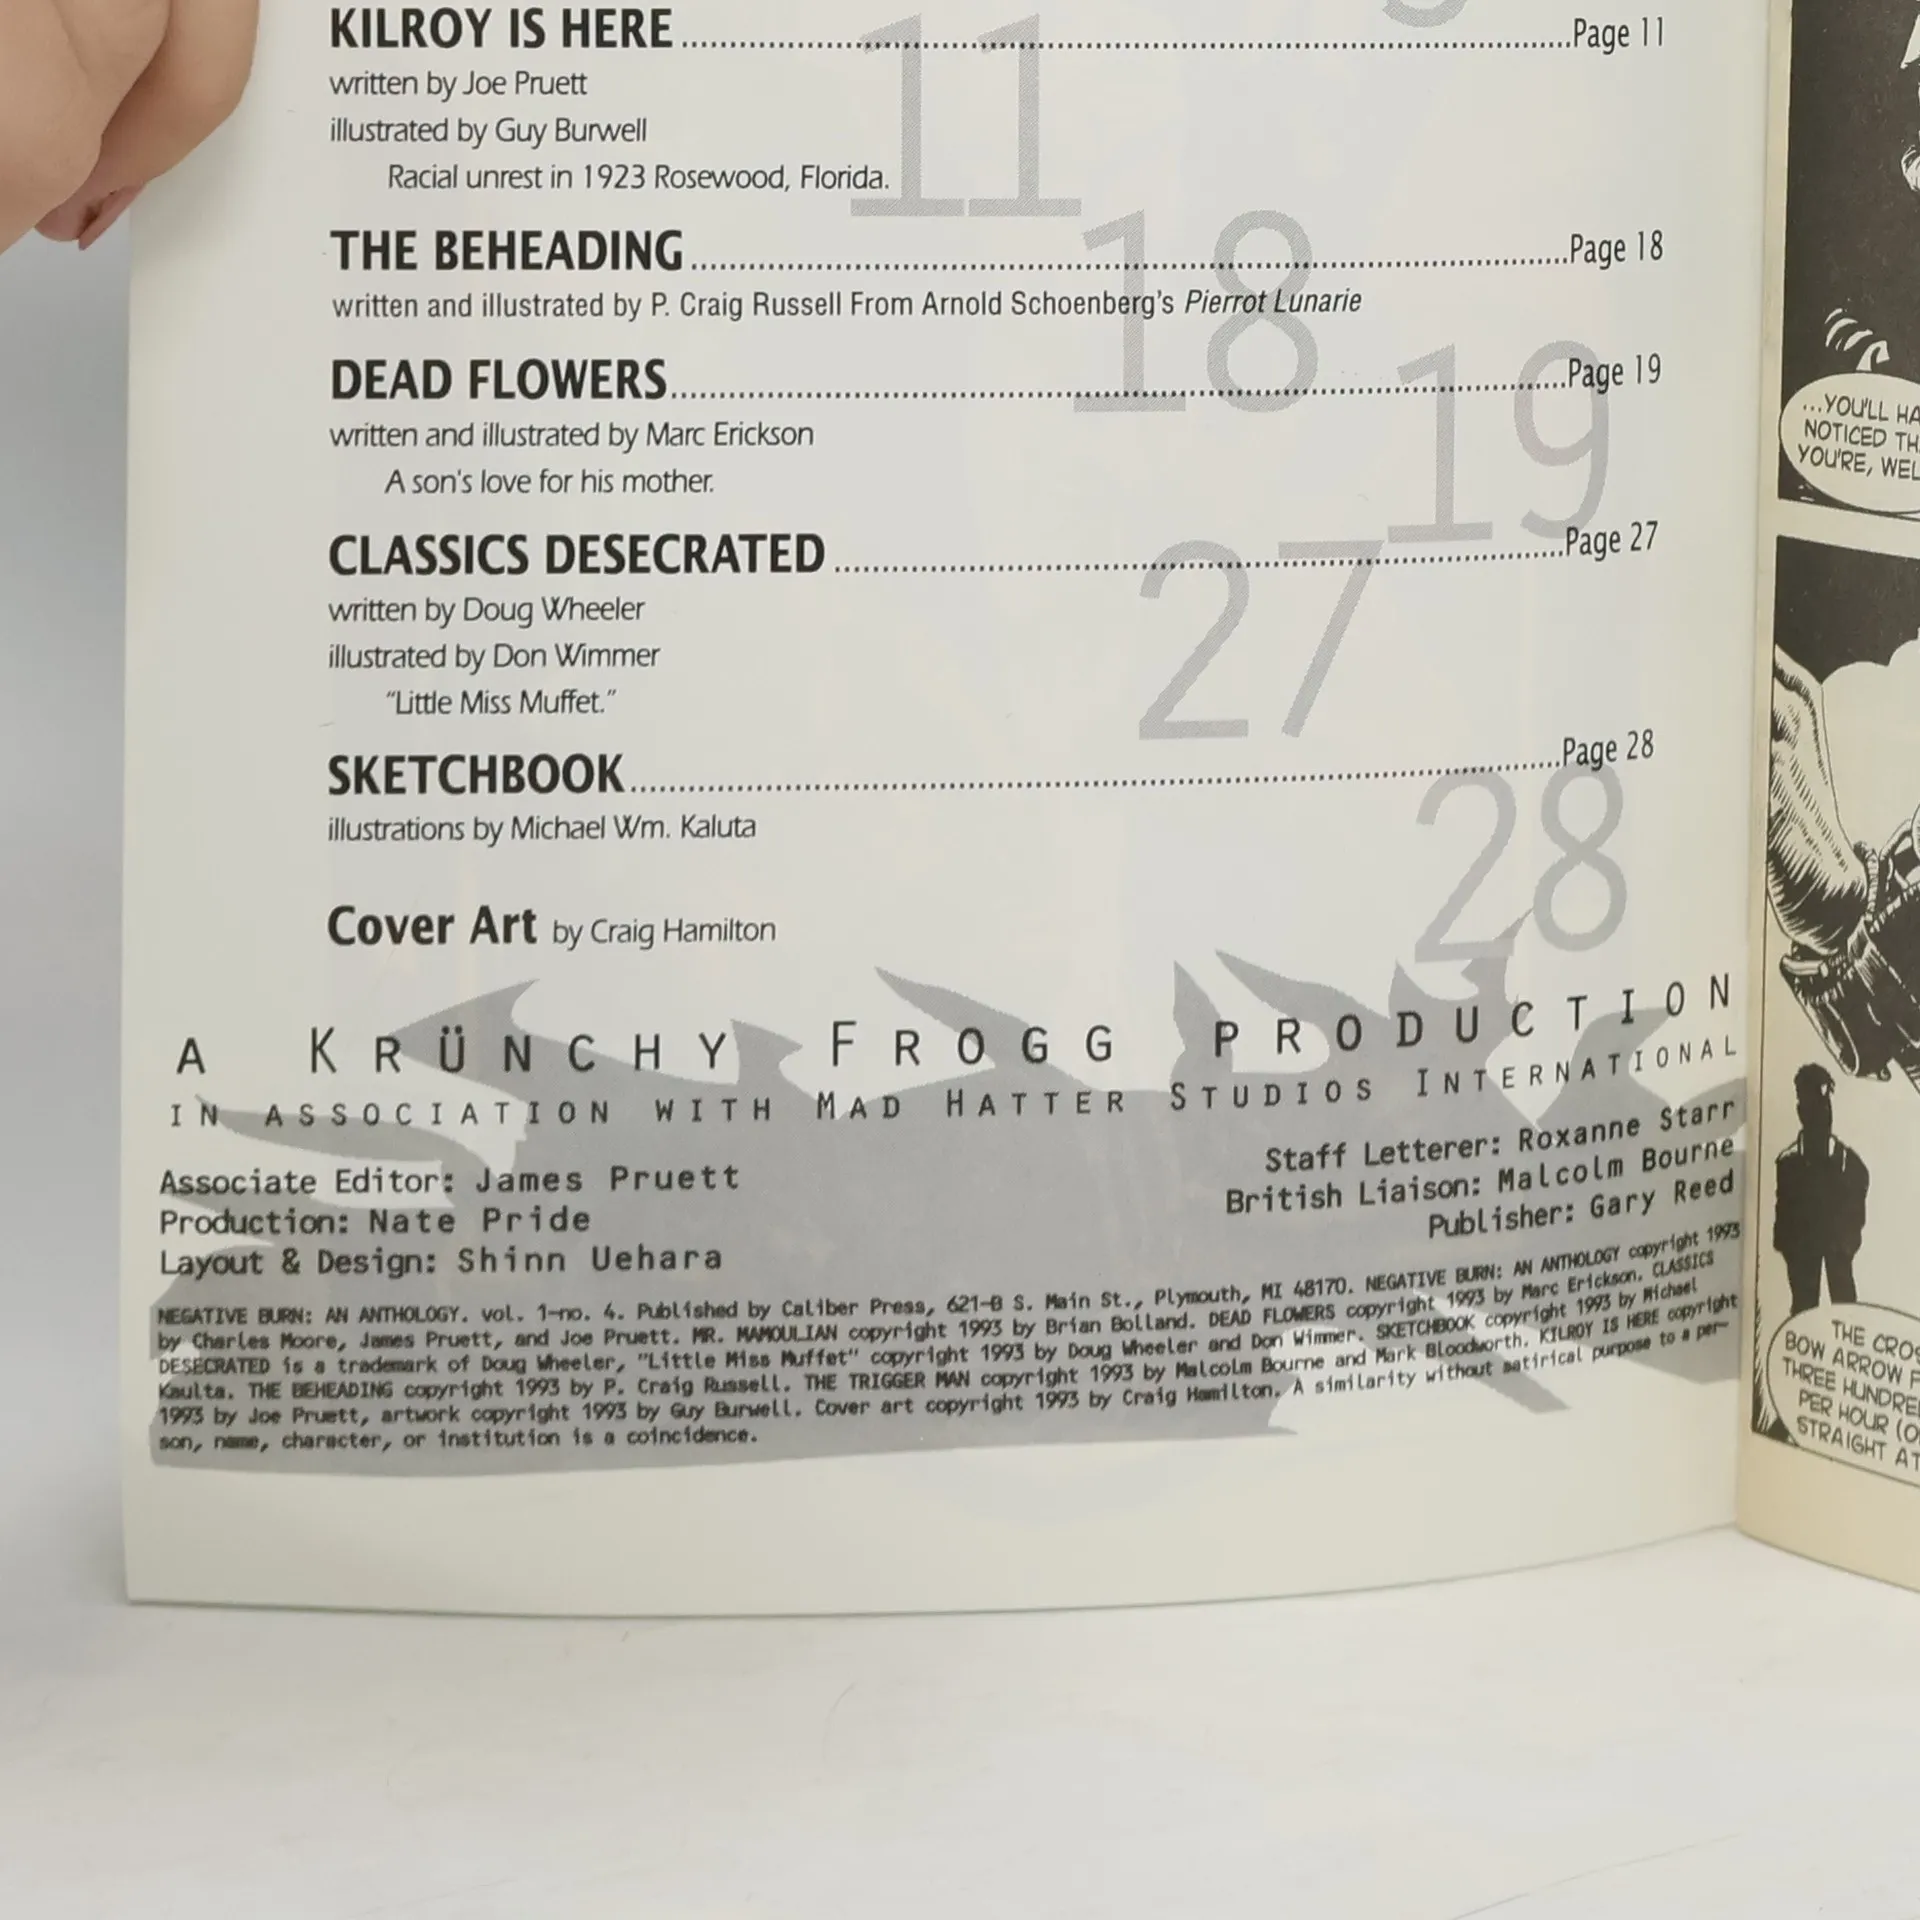 KILROY IS HERE ... Page 11
written by Joe Pruett
illustrated by Guy Burwell
Racial unrest in 1923 Rosewood, Florida.
11
THE BEHEADING ... Page 18
written and illustrated by P. Craig Russell From Arnold Schoenberg's Pierrot Lunarie
18
DEAD FLOWERS ... Page 19
written and illustrated by Marc Erickson
A son's love for his mother.
19
CLASSICS DESECRATED ... Page 27
written by Doug Wheeler
illustrated by Don Wimmer
“Little Miss Muffet.”
27
SKETCHBOOK ... Page 28
illustrations by Michael Wm. Kaluta
28
Cover Art by Craig Hamilton
A KRÜNCHY FROGG PRODUCTION
IN ASSOCIATION WITH MAD HATTER STUDIOS INTERNATIONAL
Associate Editor: James Pruett
Production: Nate Pride
Layout & Design: Shinn Uehara
Staff Letterer: Roxanne Starr
British Liaison: Malcolm Bourne
Publisher: Gary Reed
NEGATIVE BURN: AN ANTHOLOGY. vol. 1-no. 4. Published by Caliber Press, 621-B S. Main St., Plymouth, MI 48170. NEGATIVE BURN: AN ANTHOLOGY copyright 1993
by Charles Moore, James Pruett, and Joe Pruett. MR. MAMOULIAN copyright 1993 by Brian Bolland. DEAD FLOWERS copyright 1993 by Marc Erickson. CLASSICS
DESECRATED is a trademark of Doug Wheeler, "Little Miss Muffet" copyright 1993 by Doug Wheeler and Don Wimmer. SKETCHBOOK copyright 1993 by Michael
Kaulta. THE BEHEADING copyright 1993 by P. Craig Russell. THE TRIGGER MAN copyright 1993 by Malcolm Bourne and Mark Bloodworth. KILROY IS HERE copyright
1993 by Joe Pruett, artwork copyright 1993 by Guy Burwell. Cover art copyright 1993 by Craig Hamilton. A similarity without satirical purpose to a per-
son, name, character, or institution is a coincidence.
...YOU'LL HA
NOTICED TH
YOU'RE, WEL
THE CROS
BOW ARROW F
THREE HUNDRE
PER HOUR (O
STRAIGHT AT